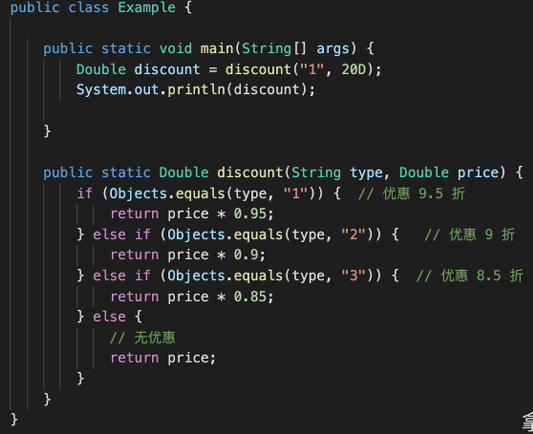 public class Example {
public static void main(String[] args) {
Double discount = discount("1", 20D);
System.out.println(discount);
}
public static Double discount(String type, Double price) {
if (Objects.equals(type, "1")) {  // 优惠 9.5 折
return price * 0.95;
} else if (Objects.equals(type, "2")) {   // 优惠 9 折
return price * 0.9;
} else if (Objects.equals(type, "3")) {  // 优惠 8.5 折
return price * 0.85;
} else {
// 无优惠
return price;
}
}
}